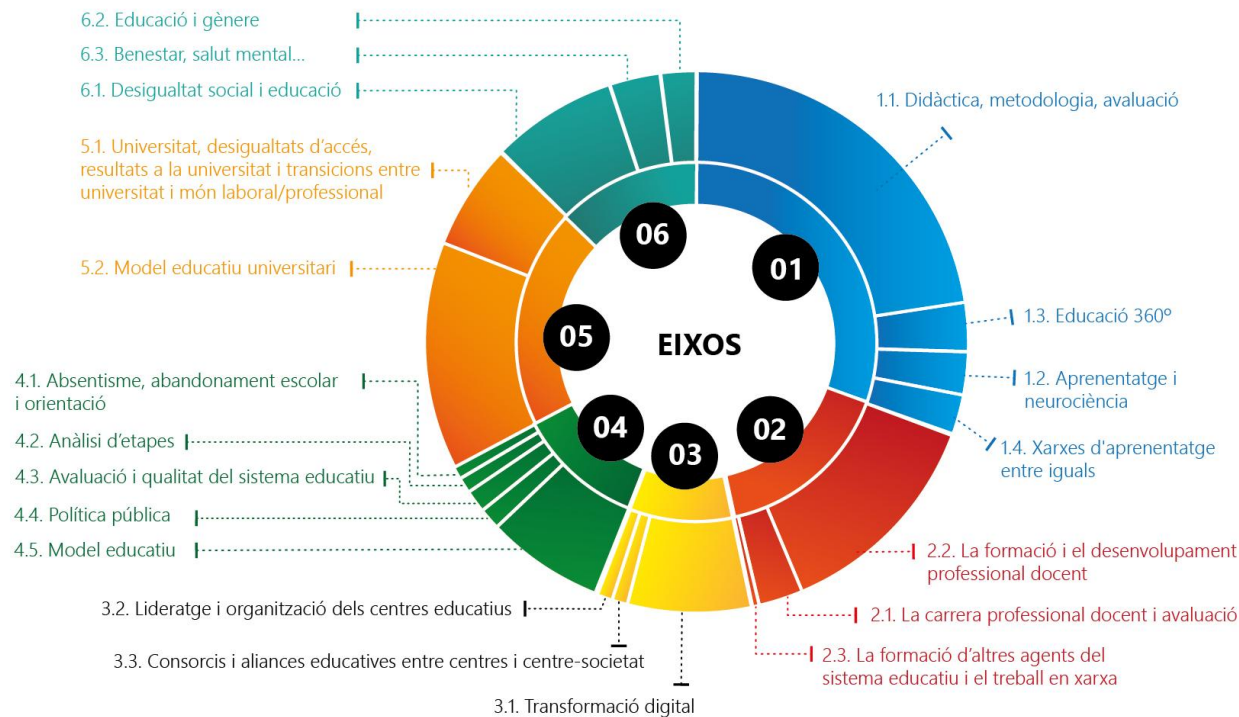 6.2. Educació i gènere
6.3. Benestar, salut mental...
6.1. Desigualtat social i educació
5.1. Universitat, desigualtats d'accés,
resultats a la universitat i transicions entre
universitat i món laboral/professional
5.2. Model educatiu universitari
4.1. Absentisme, abandonament escolar
i orientació
4.2. Anàlisi d'etapes
4.3. Avaluació i qualitat del sistema educatiu
4.4. Política pública
4.5. Model educatiu
3.2. Lideratge i organització dels centres educatius
3.3. Consorcis i aliances educatives entre centres i centre-societat
3.1. Transformació digital
06
01
05
EIXOS
04
03
02
1.1. Didàctica, metodologia, avaluació
1.3. Educació 360º
1.2. Aprenentatge i
neurociència
1.4. Xarxes d'aprenentatge
entre iguals
2.2. La formació i el desenvolupament
professional docent
2.1. La carrera professional docent i avaluació
2.3. La formació d'altres agents del
sistema educatiu i el treball en xarxa